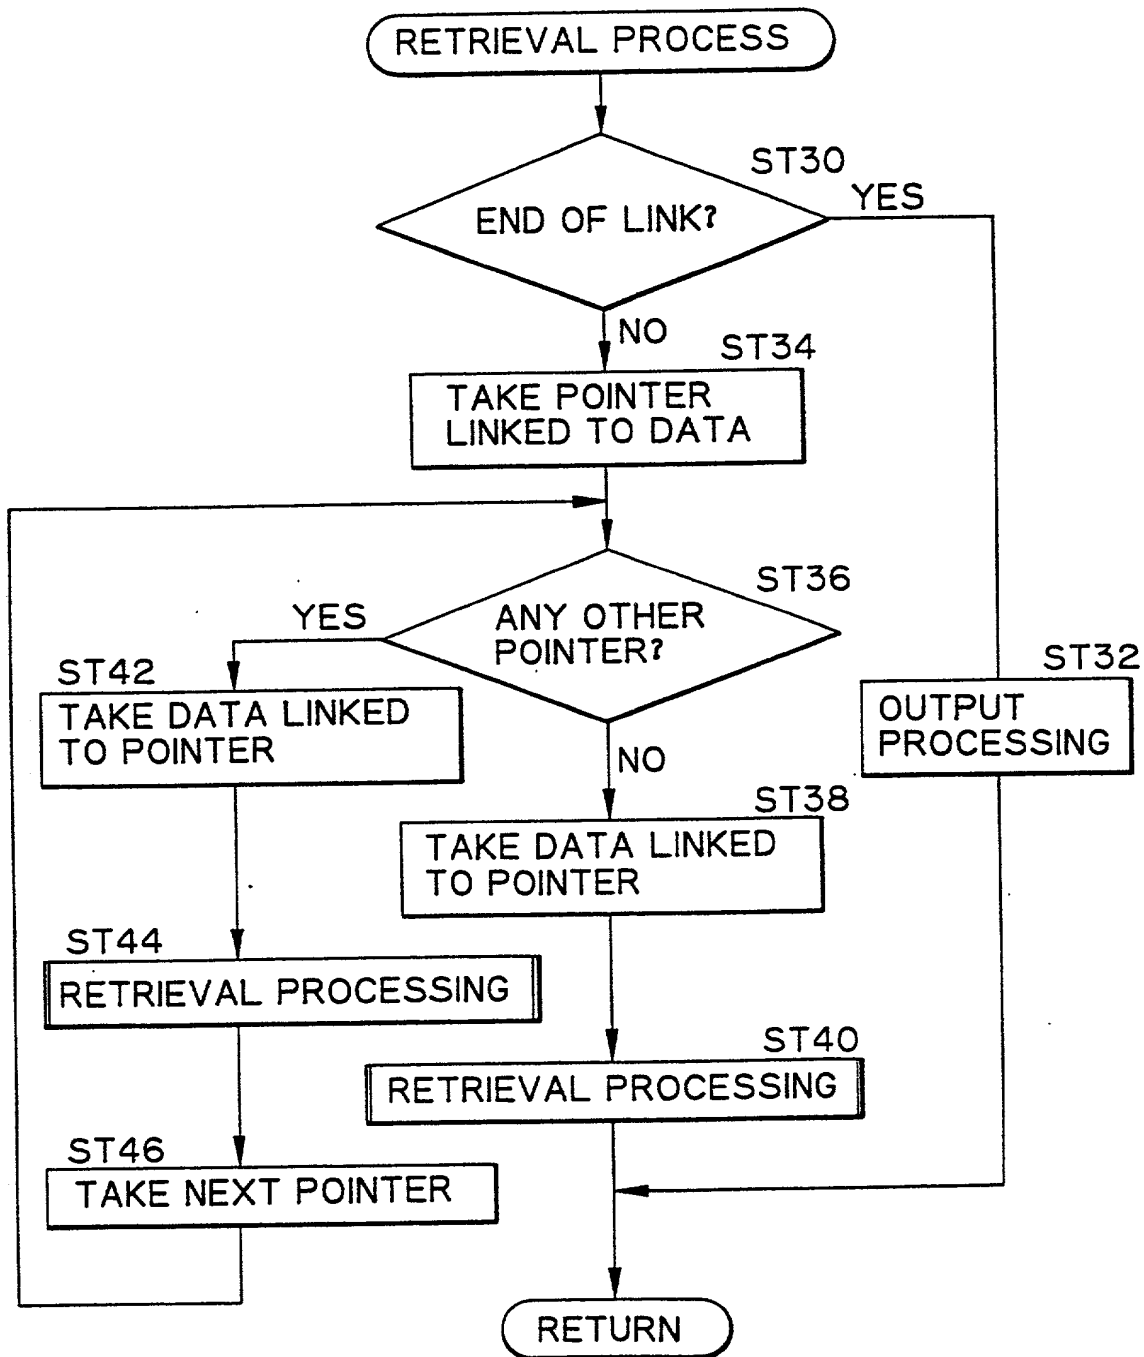 RETRIEVAL PROCESS
ST30
YES
END OF LINK?
NO
ST34
TAKE POINTER
LINKED TO DATA
ST36
YES
ANY OTHER
POINTER?
ST42
TAKE DATA LINKED
TO POINTER
ST32
OUTPUT
PROCESSING
NO
ST38
TAKE DATA LINKED
TO POINTER
ST44
RETRIEVAL PROCESSING
ST40
RETRIEVAL PROCESSING
ST46
TAKE NEXT POINTER
RETURN